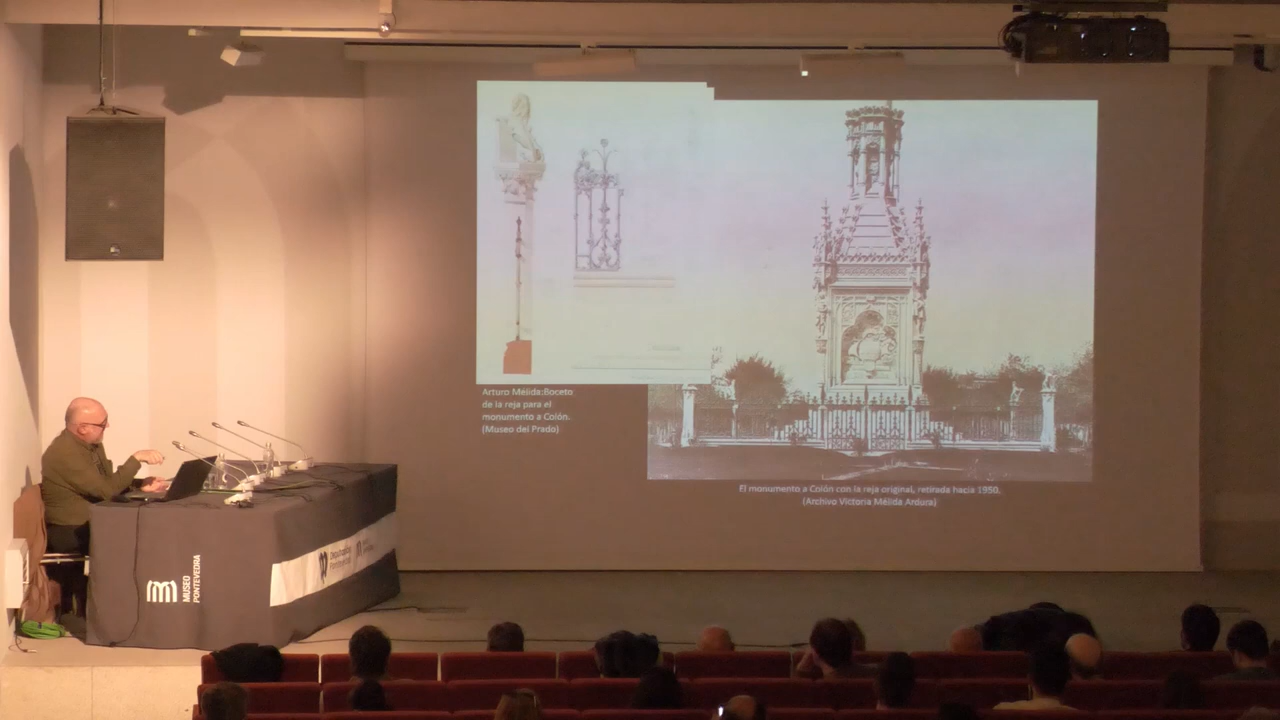 Arturo Mélida:Boceto
de la reja para el
monumento a Colón.
(Museo del Prado)
El monumento a Colón con la reja original, retirada hacia 1950.
(Archivo Victoria Mélida Ardura)
MUSEO
PONTEVEDRA